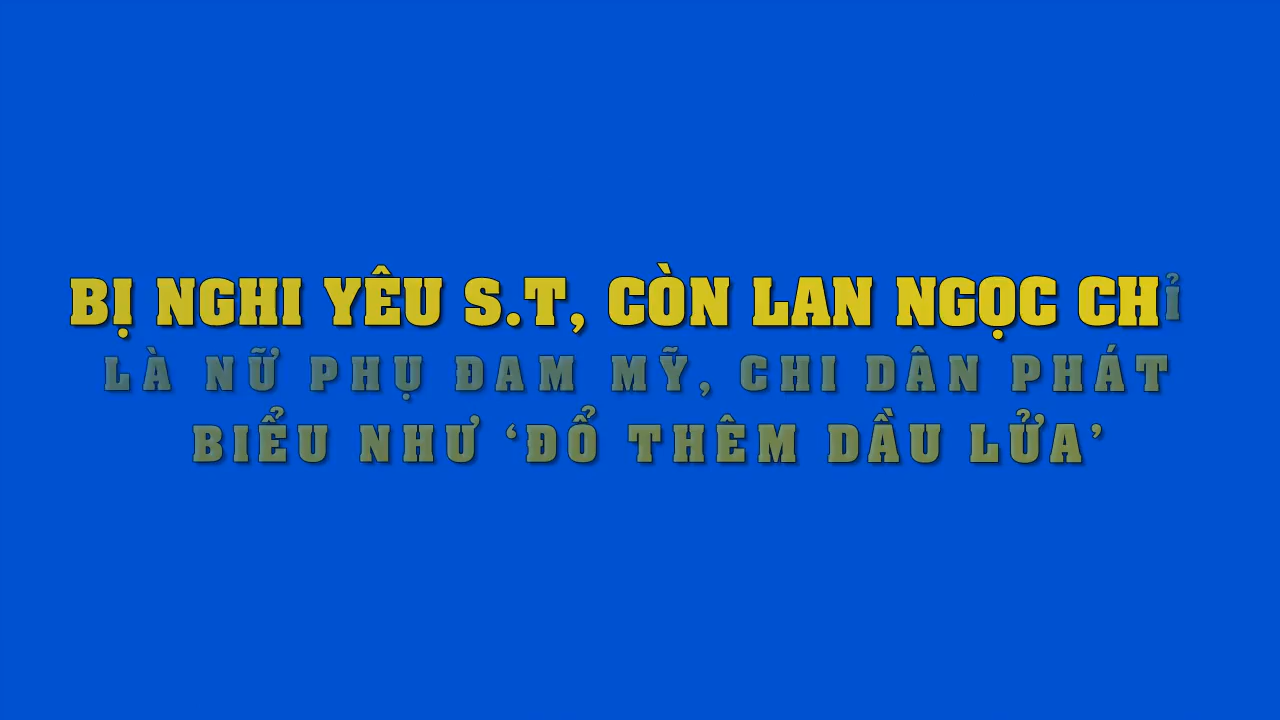 BỊ NGHI YÊU S.T, CÒN LAN NGỌC CHỈ
LÀ NỮ PHỤ ĐAM MỸ, CHI DÂN PHÁT
BIỂU NHƯ ‘ĐỔ THÊM DẦU LỬA’